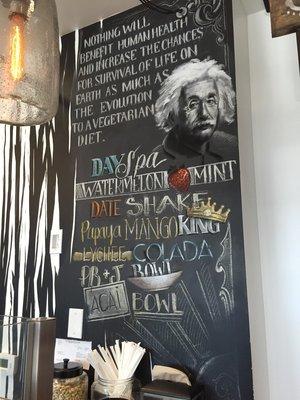 NOTHING WILL
BENEFIT HUMAN HEALTH
AND INCREASE THE CHANCES
FOR SURVIVAL OF LIFE ON
EARTH AS MUCH AS
THE EVOLUTION
TO A VEGETARIAN
DIET.
DAY Spa
WATERMELON MINT
DATE SHAKE
Papaya MANGO KING
LYCHEE COLADA
PB + J BOWL
ACAI BOWL